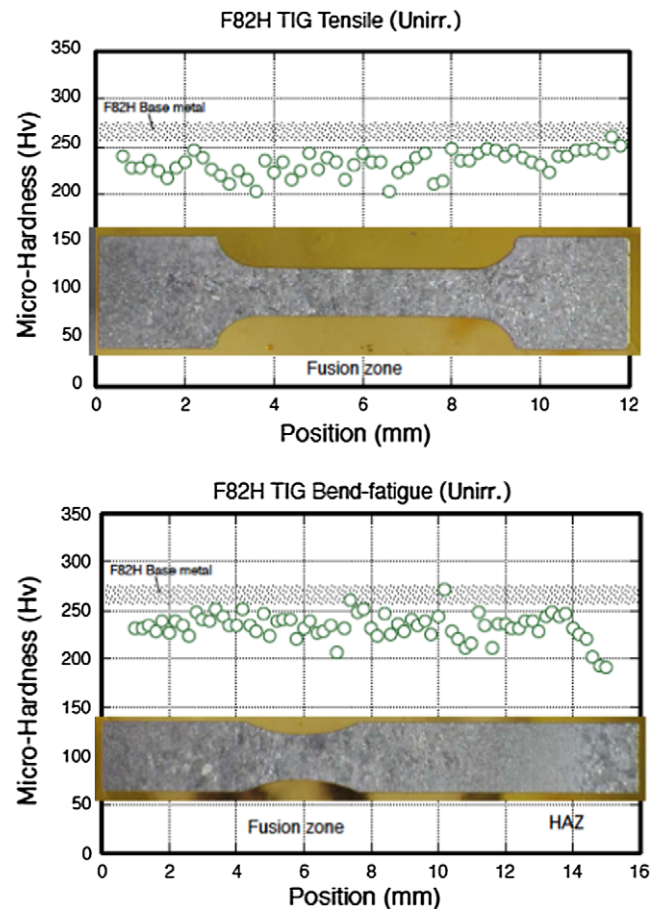 F82H TIG Tensile (Unirr.)
350
300
F82H Base metal
250
200
150
100
50
0
Micro-Hardness (Hv)
Fusion zone
0 2 4 6 8 10 12
Position (mm)
F82H TIG Bend-fatigue (Unirr.)
350
300
F82H Base metal
250
200
150
100
50
0
Micro-Hardness (Hv)
Fusion zone
HAZ
0 2 4 6 8 10 12 14 16
Position (mm)